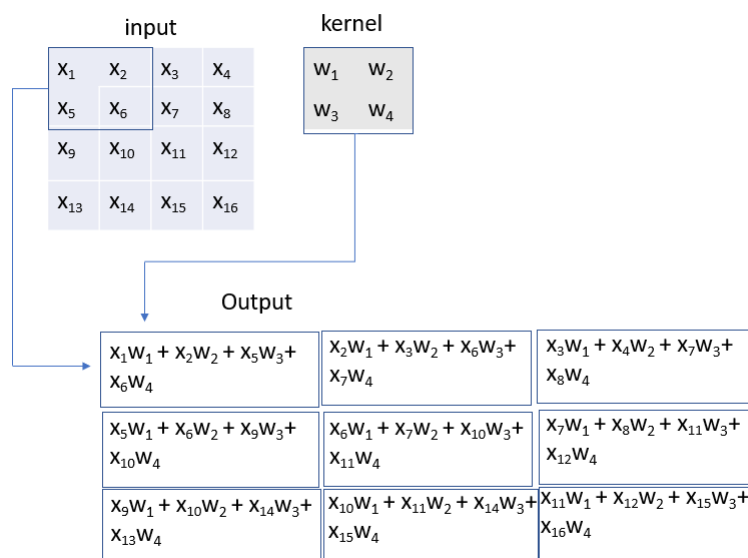 input kernel
x₁ x₂ x₃ x₄ w₁ w₂
x₅ x₆ x₇ x₈ w₃ w₄
x₉ x₁₀ x₁₁ x₁₂
x₁₃ x₁₄ x₁₅ x₁₆
Output
x₁w₁ + x₂w₂ + x₅w₃+
x₆w₄
x₂w₁ + x₃w₂ + x₆w₃+
x₇w₄
x₃w₁ + x₄w₂ + x₇w₃+
x₈w₄
x₅w₁ + x₆w₂ + x₉w₃+
x₁₀w₄
x₆w₁ + x₇w₂ + x₁₀w₃+
x₁₁w₄
x₇w₁ + x₈w₂ + x₁₁w₃+
x₁₂w₄
x₉w₁ + x₁₀w₂ + x₁₄w₃+
x₁₃w₄
x₁₀w₁ + x₁₁w₂ + x₁₄w₃+
x₁₅w₄
x₁₁w₁ + x₁₂w₂ + x₁₅w₃+
x₁₆w₄